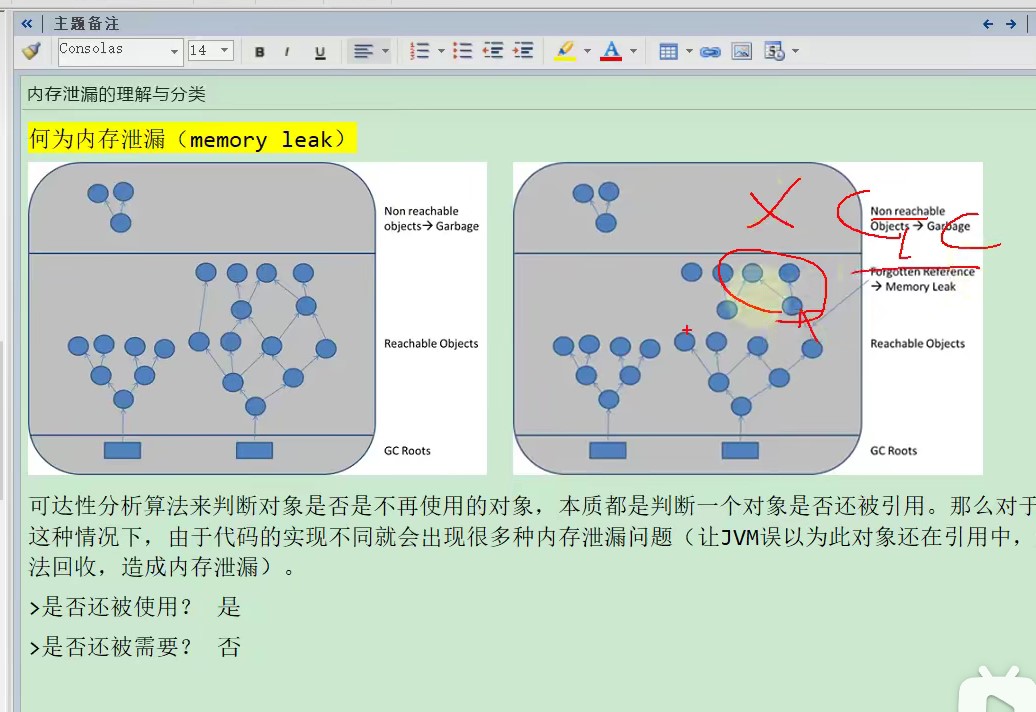 主题备注
Consolas
14
B I U
A
内存泄漏的理解与分类
何为内存泄漏（memory leak）
Non reachable
objects→ Garbage
Reachable Objects
GC Roots
Non reachable
Objects → Garbage
Forgotten Reference
→ Memory Leak
Reachable Objects
GC Roots
可达性分析算法来判断对象是否是不再使用的对象，本质都是判断一个对象是否还被引用。那么对于
这种情况下，由于代码的实现不同就会出现很多种内存泄漏问题（让JVM误以为此对象还在引用中，
法回收，造成内存泄漏）。
>是否还被使用？ 是
>是否还被需要？ 否